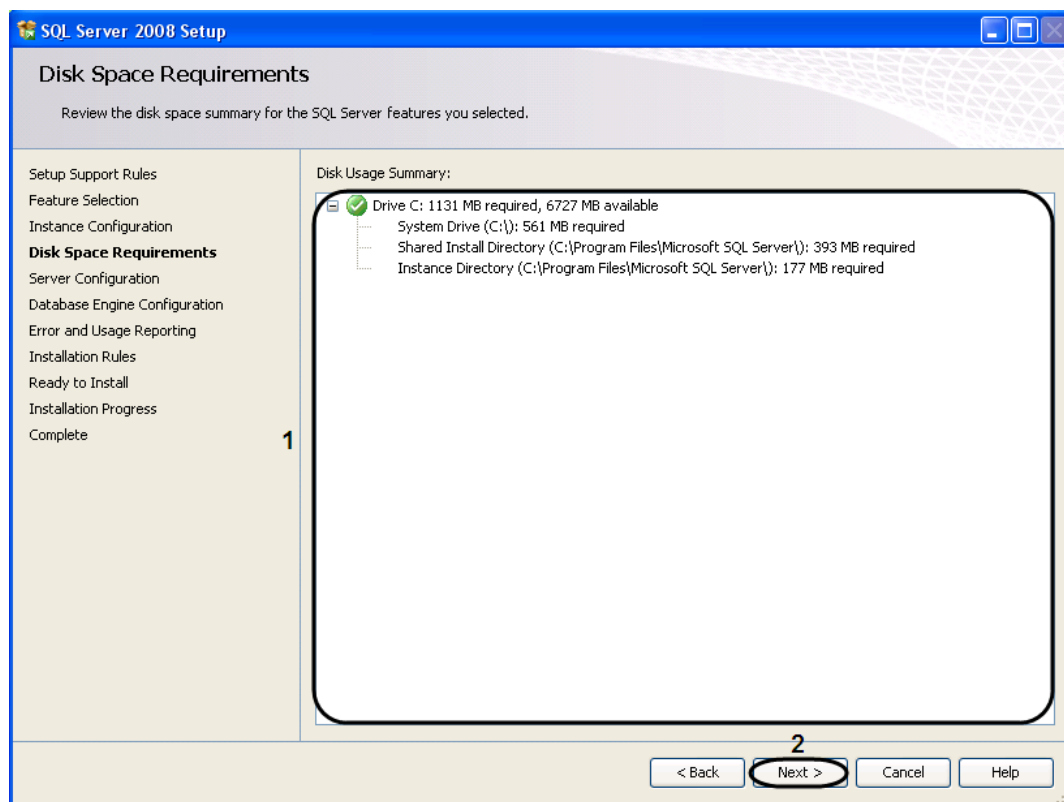 SQL Server 2008 Setup
Disk Space Requirements
Review the disk space summary for the SQL Server features you selected.
Setup Support Rules
Feature Selection
Instance Configuration
Disk Space Requirements
Server Configuration
Database Engine Configuration
Error and Usage Reporting
Installation Rules
Ready to Install
Installation Progress
Complete
1
Disk Usage Summary:
Drive C: 1131 MB required, 6727 MB available
System Drive (C:\): 561 MB required
Shared Install Directory (C:\Program Files\Microsoft SQL Server\): 393 MB required
Instance Directory (C:\Program Files\Microsoft SQL Server\): 177 MB required
2
< Back
Next >
Cancel
Help